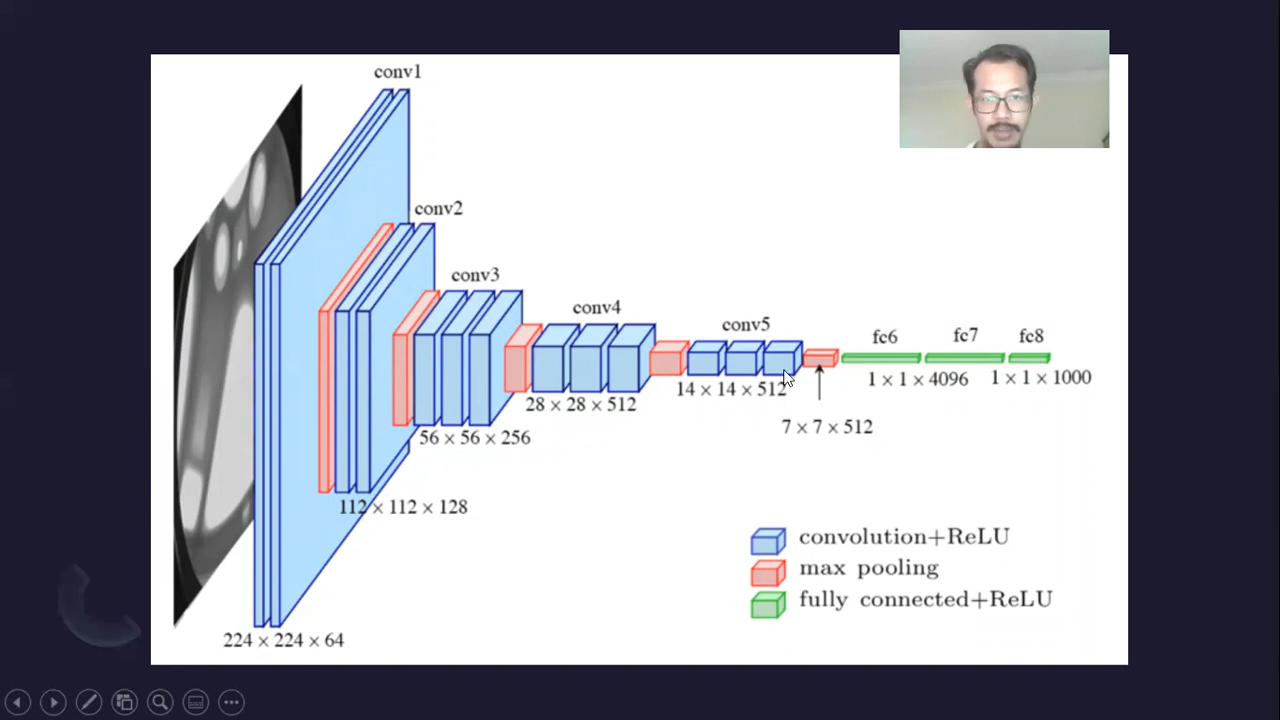 conv1
conv2
conv3
conv4
conv5
fc6
fc7
fc8
1 × 1 × 4096
1 × 1 × 1000
14 × 14 × 512
28 × 28 × 512
7 × 7 × 512
56 × 56 × 256
112 × 112 × 128
224 × 224 × 64
convolution+ReLU
max pooling
fully connected+ReLU